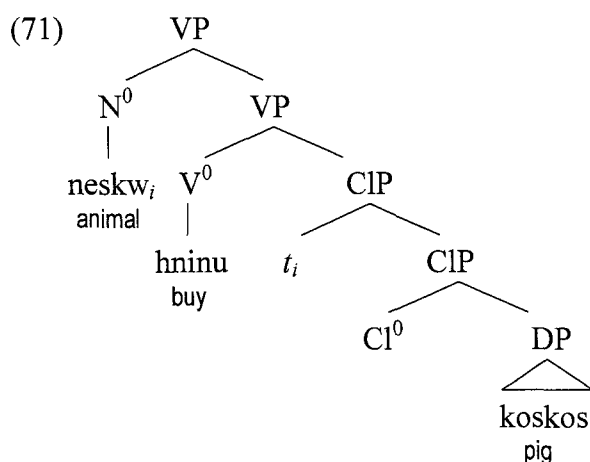 (71) VP
N⁰ VP
neskwᵢ V⁰ ClP
animal
hninu tᵢ ClP
buy
Cl⁰ DP
koskos
pig